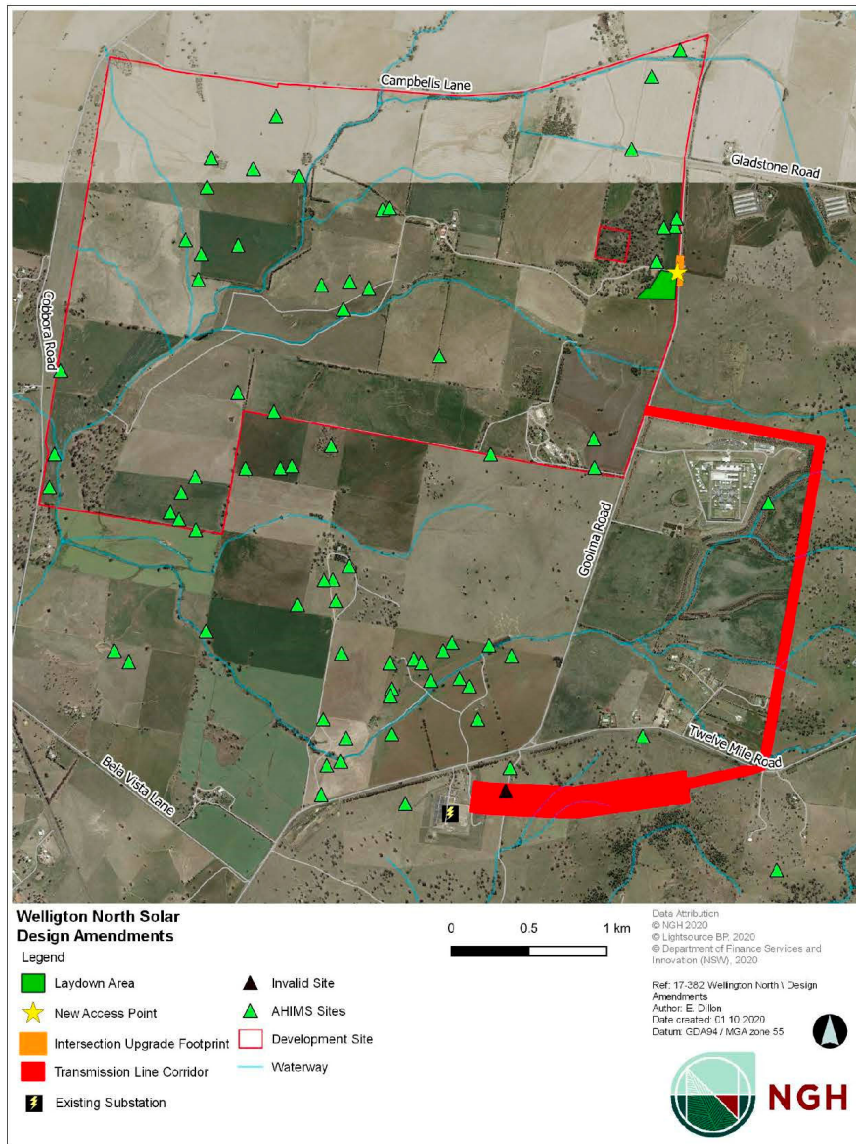 Campbells Lane
Gladstone Road
Cobbora Road
Gooima Road
Twelve Mile Road
Bela Vista Lane
Welligton North Solar
Design Amendments
Legend
Laydown Area
New Access Point
Intersection Upgrade Footprint
Transmission Line Corridor
Existing Substation
Invalid Site
AHIMS Sites
Development Site
Waterway
0 0.5 1 km
Data Attribution
© NGH 2020
© Lightsource BP, 2020
© Department of Finance Services and
Innovation (NSW), 2020
Ref: 17-382 Wellington North \ Design
Amendments
Author: E. Dillon
Date created: 01.10.2020
Datum: GDA94 / MGA zone 55
NGH